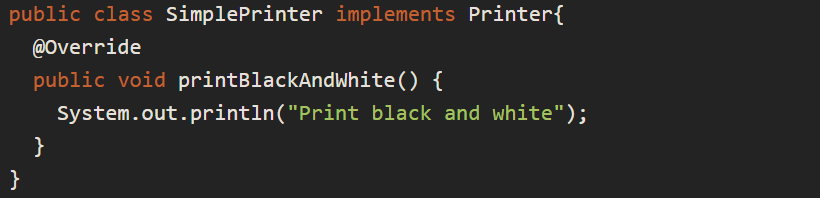 public class SimplePrinter implements Printer{
  @Override
  public void printBlackAndWhite() {
    System.out.println("Print black and white");
  }
}